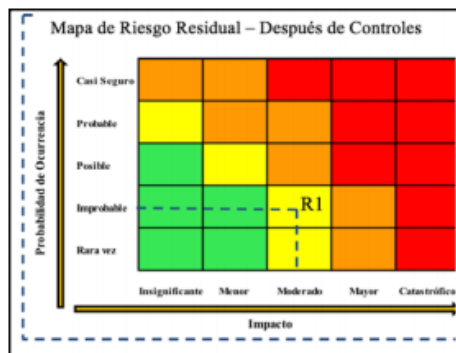 Mapa de Riesgo Residual – Después de Controles
Probabilidad de Ocurrencia
Casi Seguro
Probable
Posible
Improbable
Rara vez
R1
Insignificante Menor Moderado Mayor Catastrófico
Impacto